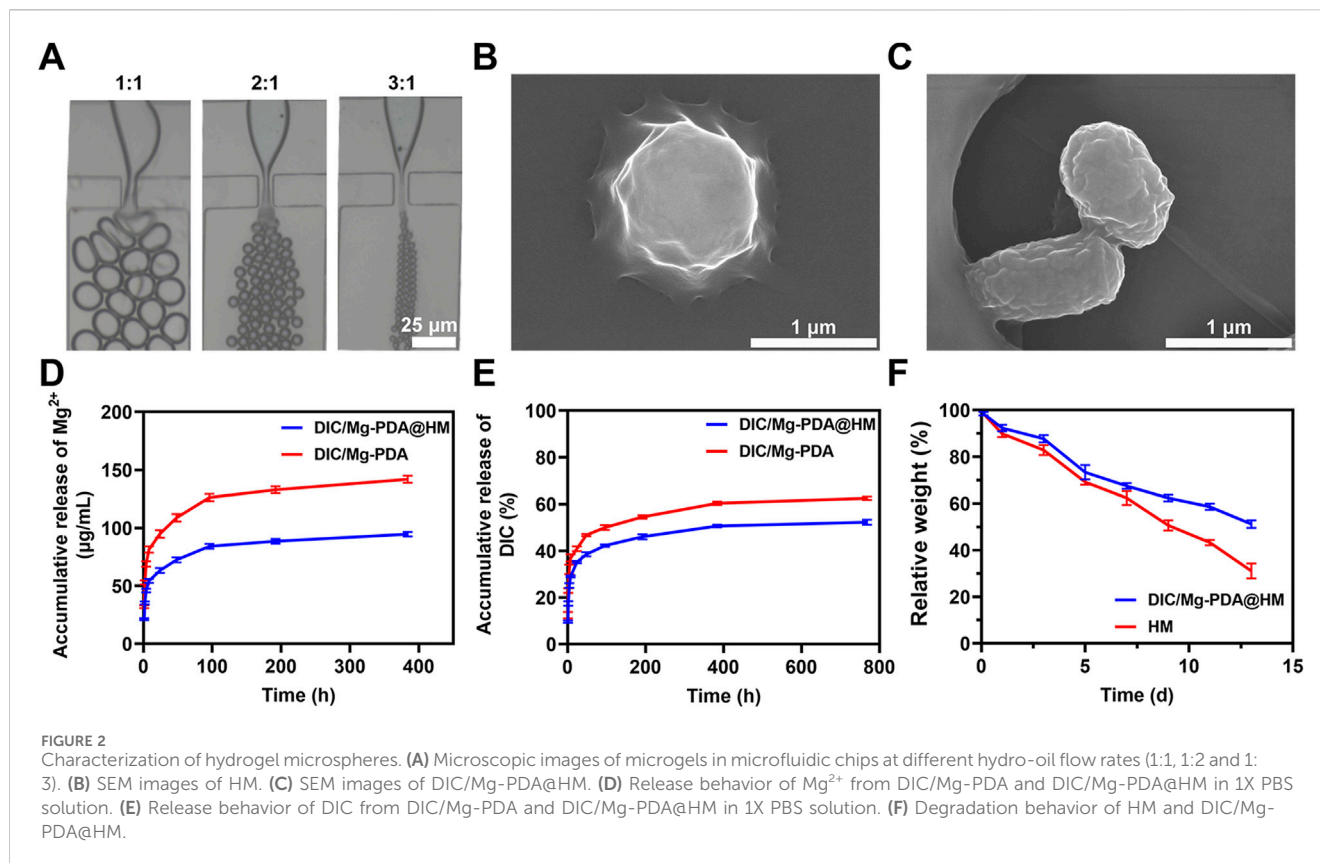 A
B
C
1:1
2:1
3:1
25 µm
1 µm
1 µm
D
E
F
Accumulative release of Mg²⁺
(µg/mL)
200
150
100
50
0
0
100
200
300
400
Time (h)
DIC/Mg-PDA@HM
DIC/Mg-PDA
Accumulative release of
DIC (%)
100
80
60
40
20
0
0
200
400
600
800
Time (h)
DIC/Mg-PDA@HM
DIC/Mg-PDA
Relative weight (%)
100
80
60
40
20
0
0
5
10
15
Time (d)
DIC/Mg-PDA@HM
HM
FIGURE 2
Characterization of hydrogel microspheres. (A) Microscopic images of microgels in microfluidic chips at different hydro-oil flow rates (1:1, 1:2 and 1:
3). (B) SEM images of HM. (C) SEM images of DIC/Mg-PDA@HM. (D) Release behavior of Mg²⁺ from DIC/Mg-PDA and DIC/Mg-PDA@HM in 1X PBS
solution. (E) Release behavior of DIC from DIC/Mg-PDA and DIC/Mg-PDA@HM in 1X PBS solution. (F) Degradation behavior of HM and DIC/Mg-
PDA@HM.